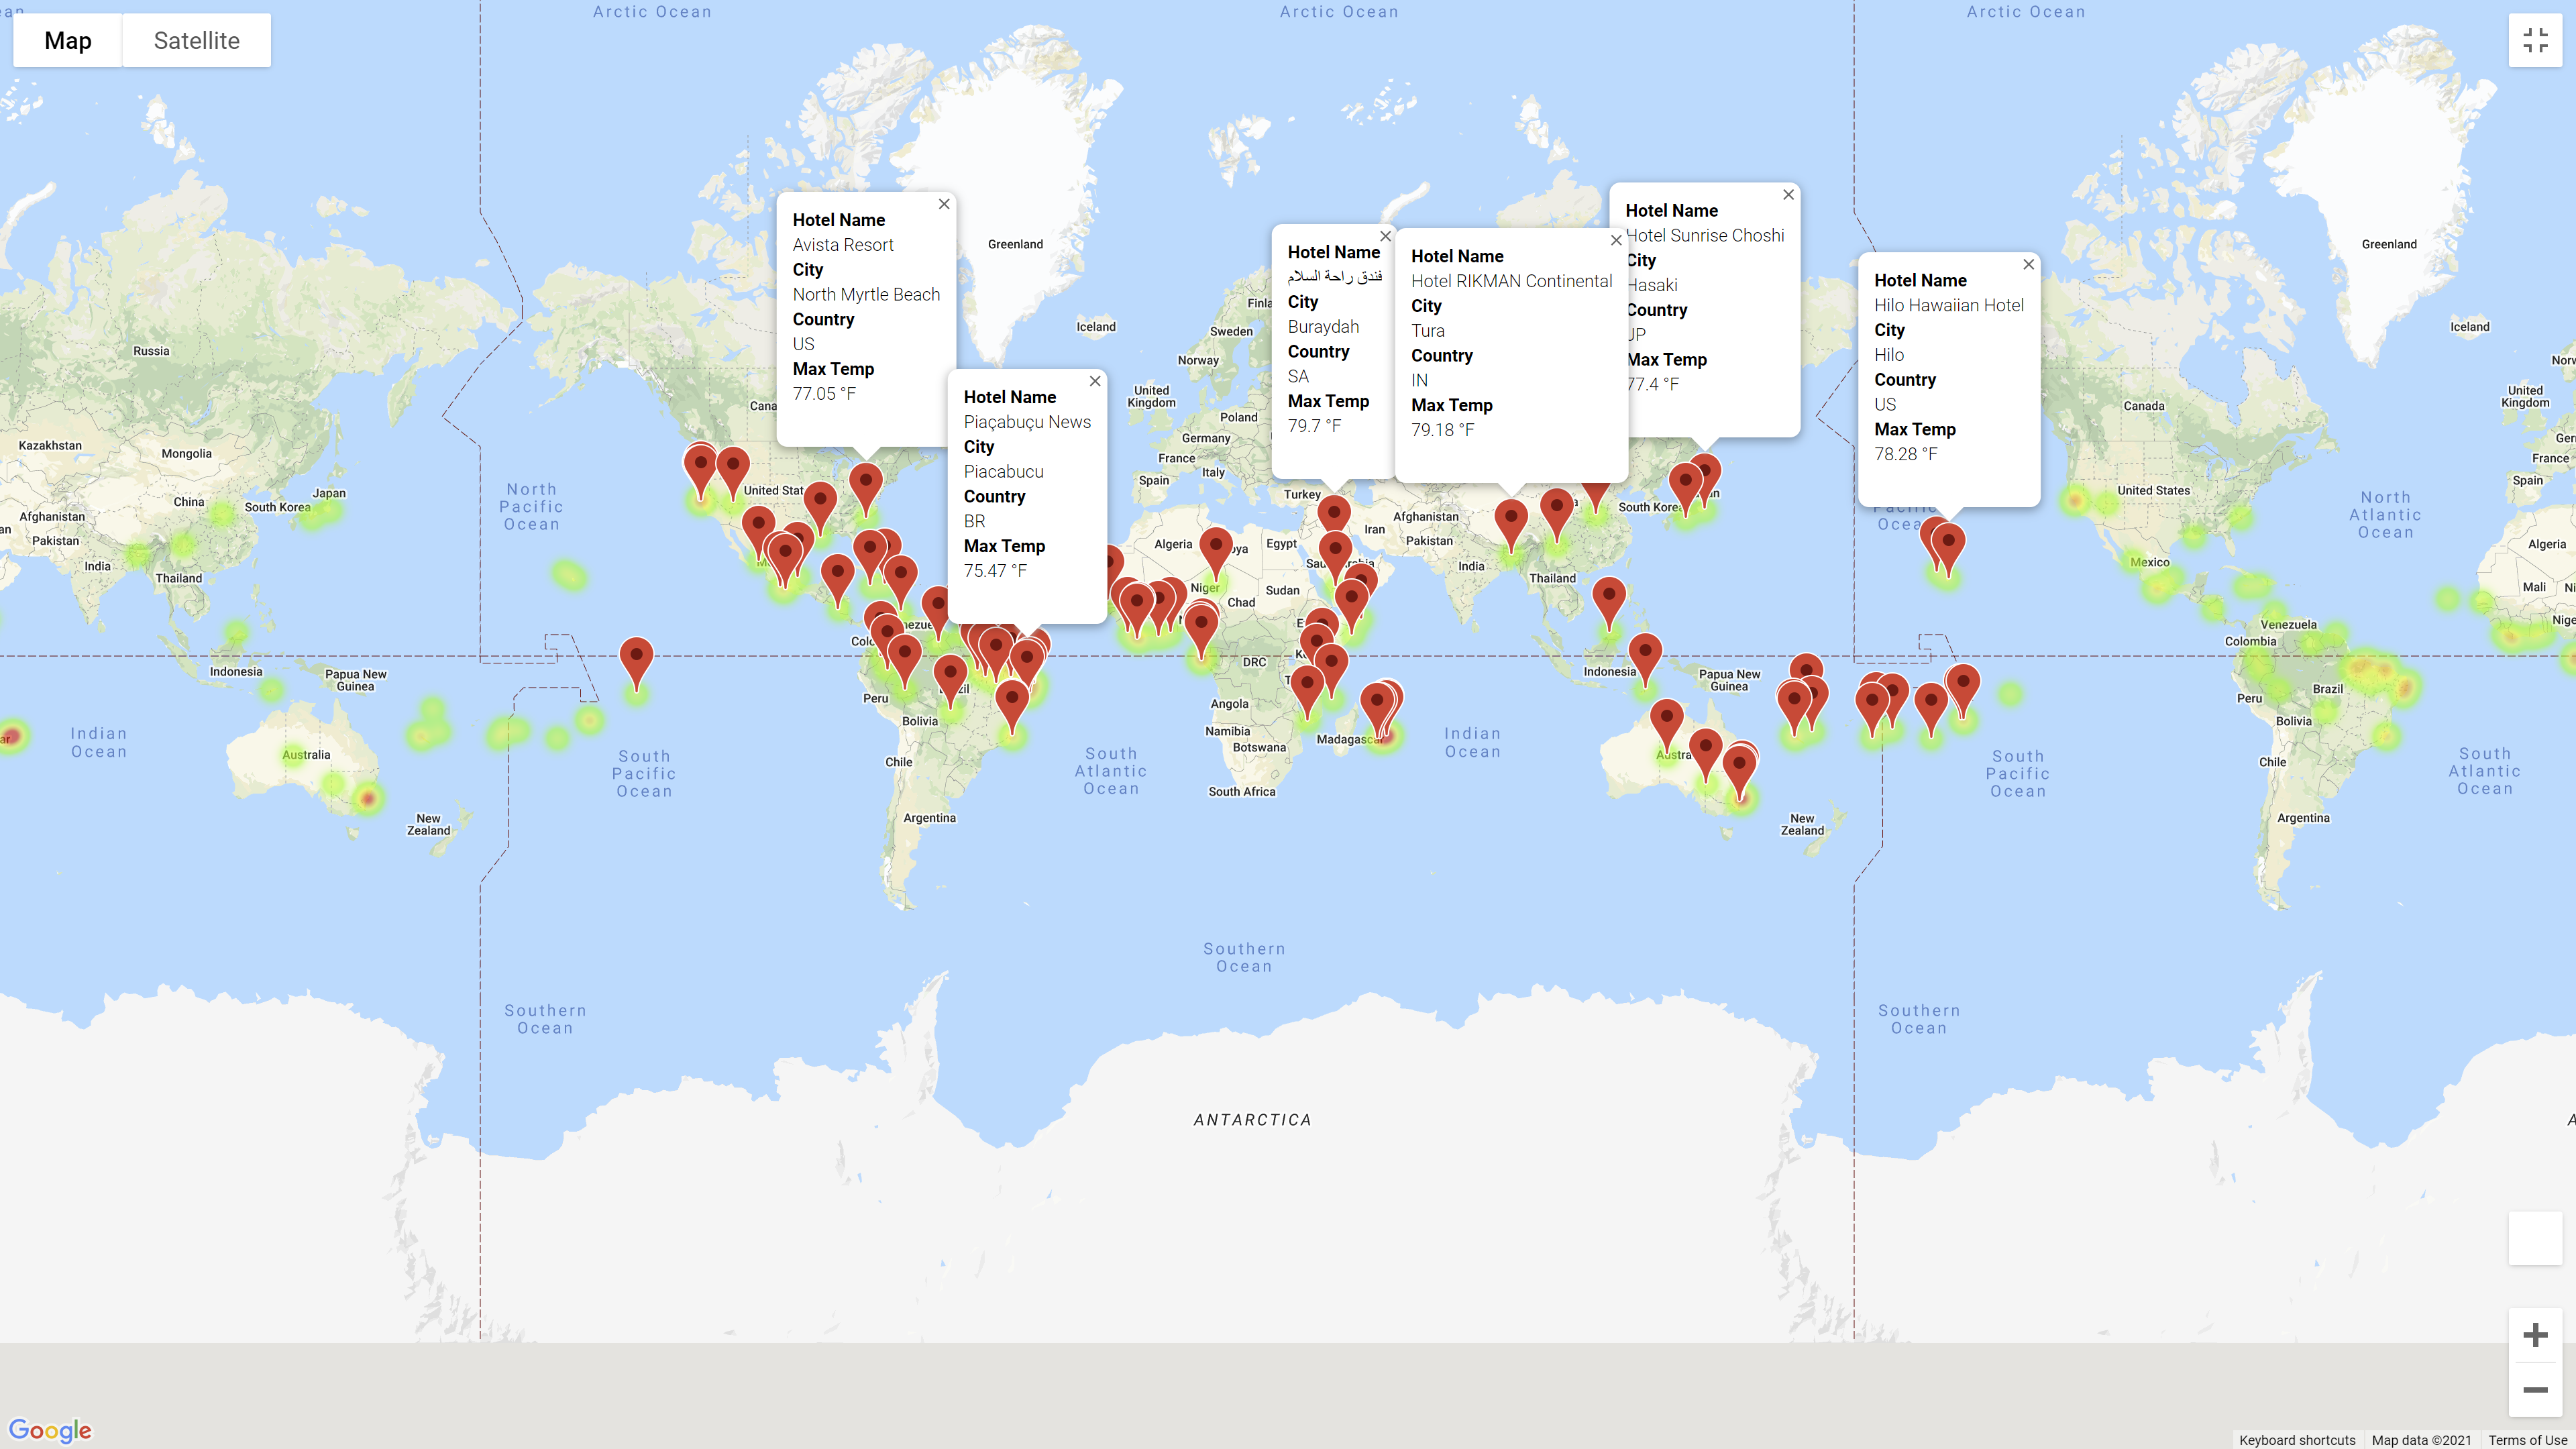 Arctic Ocean
Arctic Ocean
Arctic Ocean
Map
Satellite
Hotel Name
Avista Resort
City
North Myrtle Beach
Country
US
Max Temp
77.05 °F
Hotel Name
Piaçabuçu News
City
Piacabucu
Country
BR
Max Temp
75.47 °F
Hotel Name
فندق راحة السلام
City
Buraydah
Country
SA
Max Temp
79.7 °F
Hotel Name
Hotel RIKMAN Continental
City
Tura
Country
IN
Max Temp
79.18 °F
Hotel Name
Hotel Sunrise Choshi
City
Hasaki
Country
JP
Max Temp
77.4 °F
Hotel Name
Hilo Hawaiian Hotel
City
Hilo
Country
US
Max Temp
78.28 °F
Russia
Kazakhstan
Mongolia
China
Japan
South Korea
Afghanistan
Pakistan
India
Thailand
Indonesia
Papua New
Guinea
Indian
Ocean
Australia
New
Zealand
North
Pacific
Ocean
South
Pacific
Ocean
Greenland
Iceland
Norway
Sweden
United
Kingdom
Poland
Germany
France
Italy
Spain
Turkey
Iran
Afghanistan
Pakistan
Algeria
Egypt
Niger
Chad
Sudan
India
Thailand
DRC
Angola
Namibia
Botswana
Madagascar
South Africa
Peru
Bolivia
Chile
Argentina
South
Atlantic
Ocean
Indian
Ocean
Indonesia
Papua New
Guinea
New
Zealand
South
Pacific
Ocean
Greenland
Iceland
Canada
United
Kingdom
France
Spain
United States
North
Atlantic
Ocean
Mexico
Algeria
Mali
Venezuela
Colombia
Peru
Brazil
Bolivia
Chile
Argentina
South
Atlantic
Ocean
Southern
Ocean
Southern
Ocean
Southern
Ocean
ANTARCTICA
Google
Keyboard shortcuts
Map data ©2021
Terms of Use